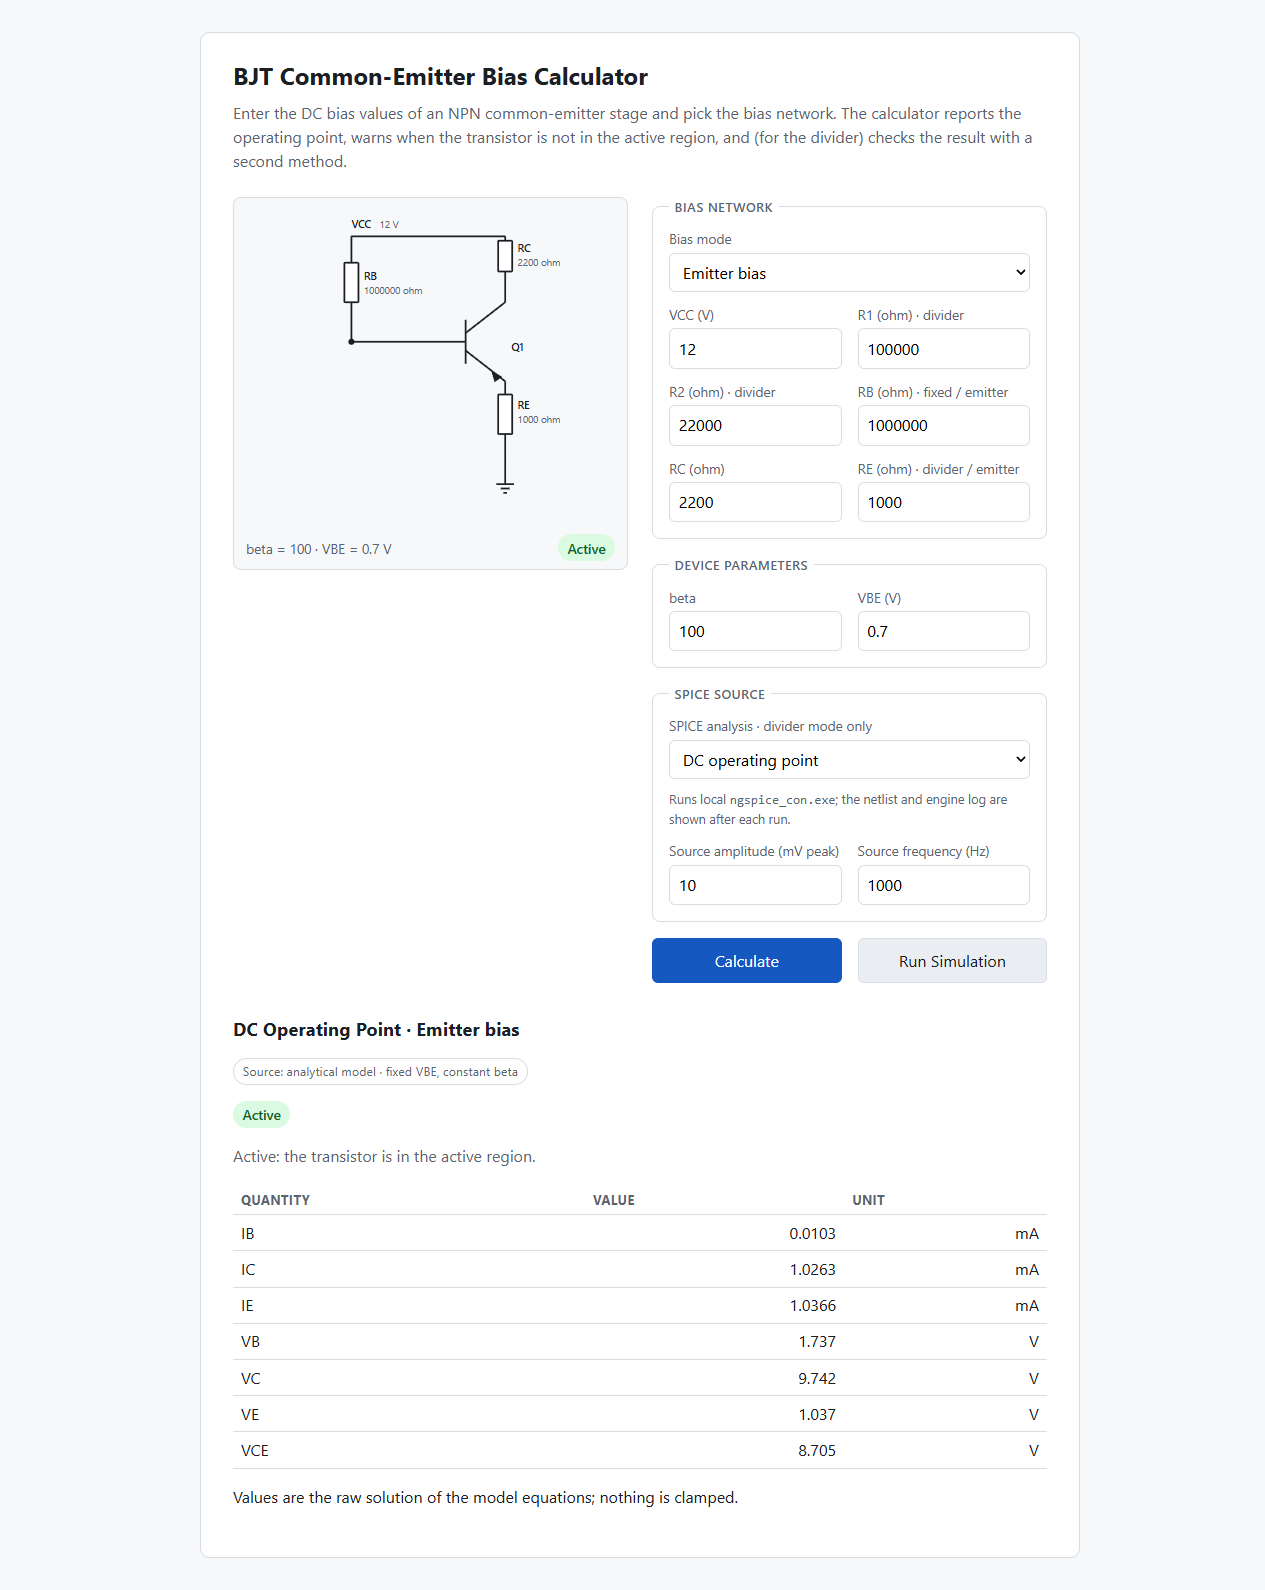 BJT Common-Emitter Bias Calculator
Enter the DC bias values of an NPN common-emitter stage and pick the bias network. The calculator reports the
operating point, warns when the transistor is not in the active region, and (for the divider) checks the result with a
second method.
VCC 12 V
RC
2200 ohm
RB
1000000 ohm
Q1
RE
1000 ohm
beta = 100 · VBE = 0.7 V
Active
BIAS NETWORK
Bias mode
Emitter bias
VCC (V) R1 (ohm) · divider
12 100000
R2 (ohm) · divider RB (ohm) · fixed / emitter
22000 1000000
RC (ohm) RE (ohm) · divider / emitter
2200 1000
DEVICE PARAMETERS
beta VBE (V)
100 0.7
SPICE SOURCE
SPICE analysis · divider mode only
DC operating point
Runs local ngspice_con.exe; the netlist and engine log are
shown after each run.
Source amplitude (mV peak) Source frequency (Hz)
10 1000
Calculate Run Simulation
DC Operating Point · Emitter bias
Source: analytical model · fixed VBE, constant beta
Active
Active: the transistor is in the active region.
QUANTITY VALUE UNIT
IB 0.0103 mA
IC 1.0263 mA
IE 1.0366 mA
VB 1.737 V
VC 9.742 V
VE 1.037 V
VCE 8.705 V
Values are the raw solution of the model equations; nothing is clamped.